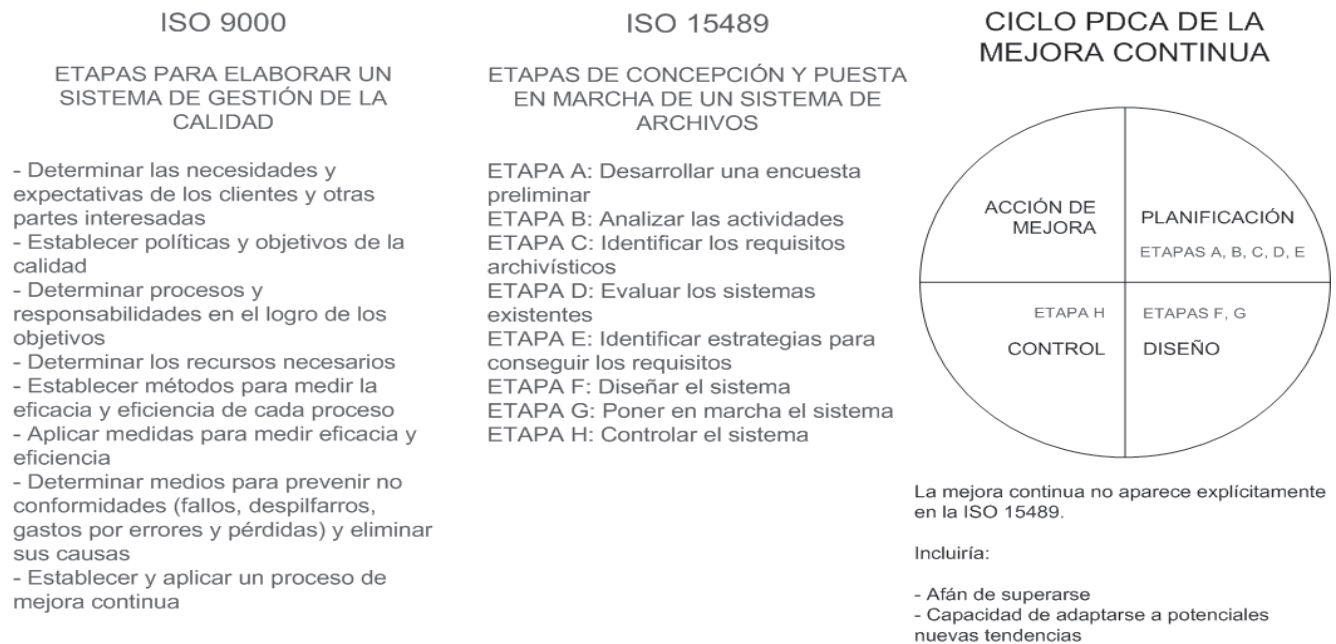 ISO 9000
ETAPAS PARA ELABORAR UN
SISTEMA DE GESTIÓN DE LA
CALIDAD
- Determinar las necesidades y
expectativas de los clientes y otras
partes interesadas
- Establecer políticas y objetivos de la
calidad
- Determinar procesos y
responsabilidades en el logro de los
objetivos
- Determinar los recursos necesarios
- Establecer métodos para medir la
eficacia y eficiencia de cada proceso
- Aplicar medidas para medir eficacia y
eficiencia
- Determinar medios para prevenir no
conformidades (fallos, despilfarros,
gastos por errores y pérdidas) y eliminar
sus causas
- Establecer y aplicar un proceso de
mejora continua
ISO 15489
ETAPAS DE CONCEPCIÓN Y PUESTA
EN MARCHA DE UN SISTEMA DE
ARCHIVOS
ETAPA A: Desarrollar una encuesta
preliminar
ETAPA B: Analizar las actividades
ETAPA C: Identificar los requisitos
archivísticos
ETAPA D: Evaluar los sistemas
existentes
ETAPA E: Identificar estrategias para
conseguir los requisitos
ETAPA F: Diseñar el sistema
ETAPA G: Poner en marcha el sistema
ETAPA H: Controlar el sistema
CICLO PDCA DE LA
MEJORA CONTINUA
ACCIÓN DE
MEJORA
PLANIFICACIÓN
ETAPAS A, B, C, D, E
ETAPA H
CONTROL
ETAPAS F, G
DISEÑO
La mejora continua no aparece explícitamente
en la ISO 15489.
Incluiría:
- Afán de superarse
- Capacidad de adaptarse a potenciales
nuevas tendencias